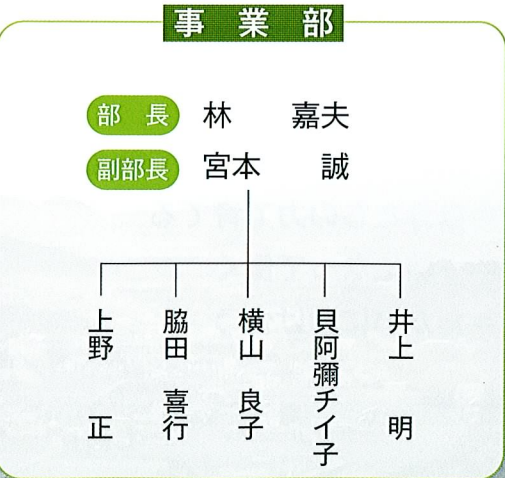 事業部
部長 林 嘉夫
副部長 宮本 誠
井上 明
貝阿彌チイ子
横山 良子
脇田 喜行
上野 正